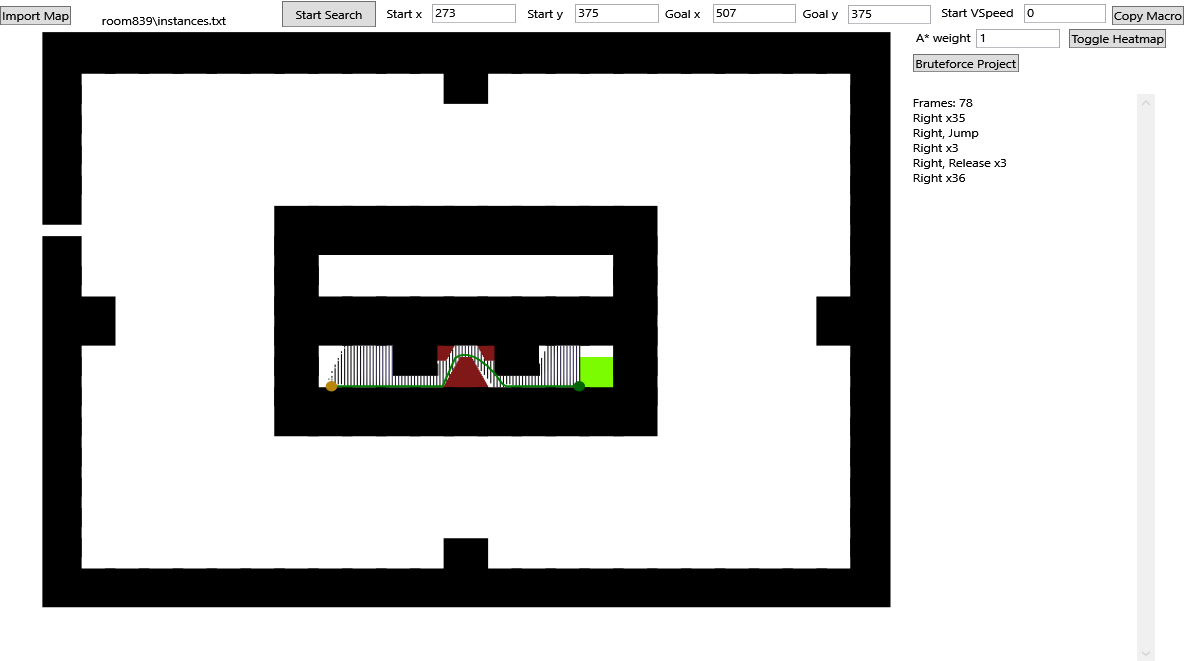 Import Map room839\instances.txt Start Search Start x 273 Start y 375 Goal x 507 Goal y 375 Start VSpeed 0 Copy Macro
A* weight 1 Toggle Heatmap
Bruteforce Project
Frames: 78
Right x35
Right, Jump
Right x3
Right, Release x3
Right x36